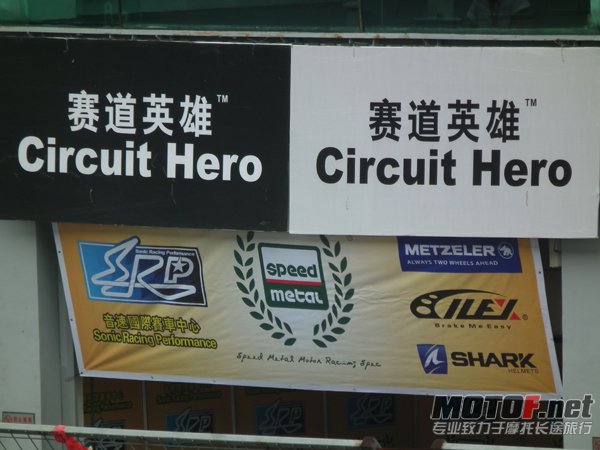 赛道英雄™
Circuit Hero
赛道英雄™
Circuit Hero
Sonic Racing Performance
SRP
音速國際賽車中心
Sonic Racing Performance
speed
metal
Speed Metal Motor Racing Spec
METZELER
ALWAYS TWO WHEELS AHEAD
ILEX®
Brake Me Easy
SHARK
HELMETS
SRP
MOTOF.net
专业致力于摩托长途旅行